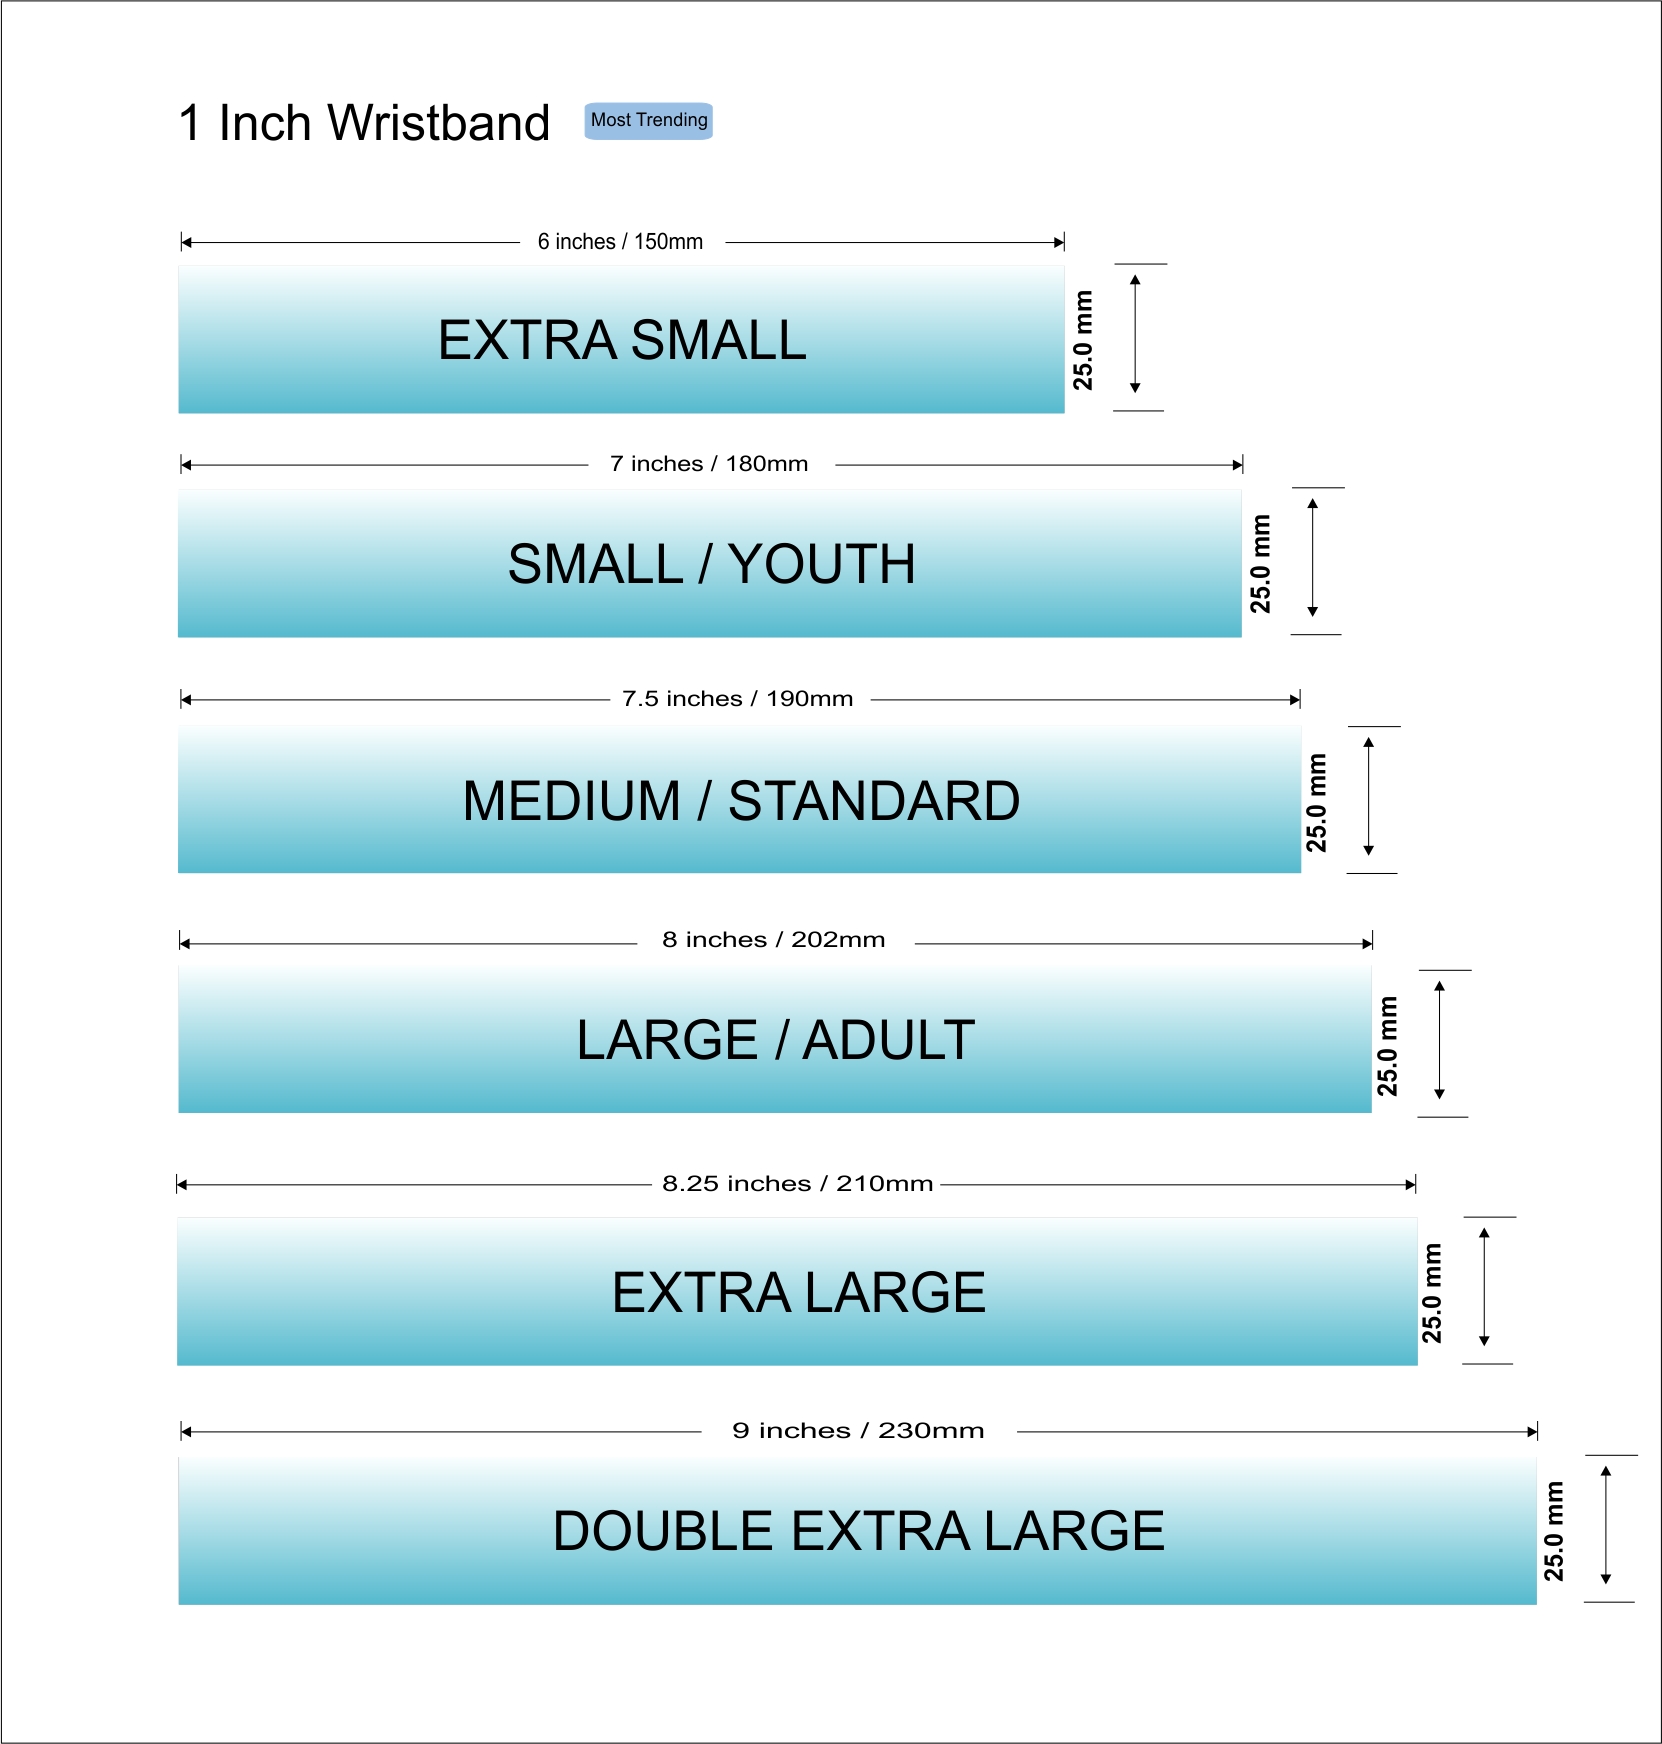 1 Inch Wristband
Most Trending
6 inches / 150mm
EXTRA SMALL
25.0 mm
7 inches / 180mm
SMALL / YOUTH
25.0 mm
7.5 inches / 190mm
MEDIUM / STANDARD
25.0 mm
8 inches / 202mm
LARGE / ADULT
25.0 mm
8.25 inches / 210mm
EXTRA LARGE
25.0 mm
9 inches / 230mm
DOUBLE EXTRA LARGE
25.0 mm